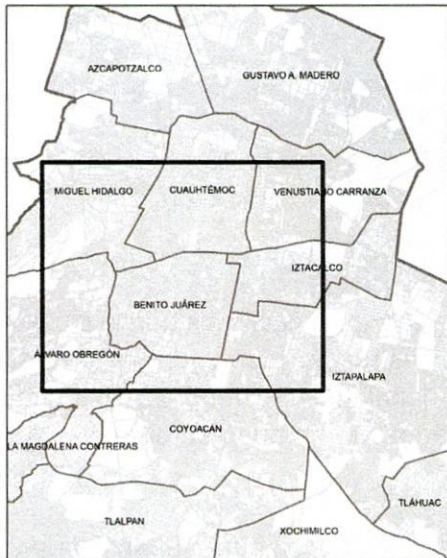 AZCAPOTZALCO
GUSTAVO A. MADERO
MIGUEL HIDALGO
CUAUHTÉMOC
VENUSTIANO CARRANZA
IZTACALCO
BENITO JUÁREZ
ÁLVARO OBREGÓN
IZTAPALAPA
COYOACÁN
LA MAGDALENA CONTRERAS
TLÁHUAC
TLALPAN
XOCHIMILCO